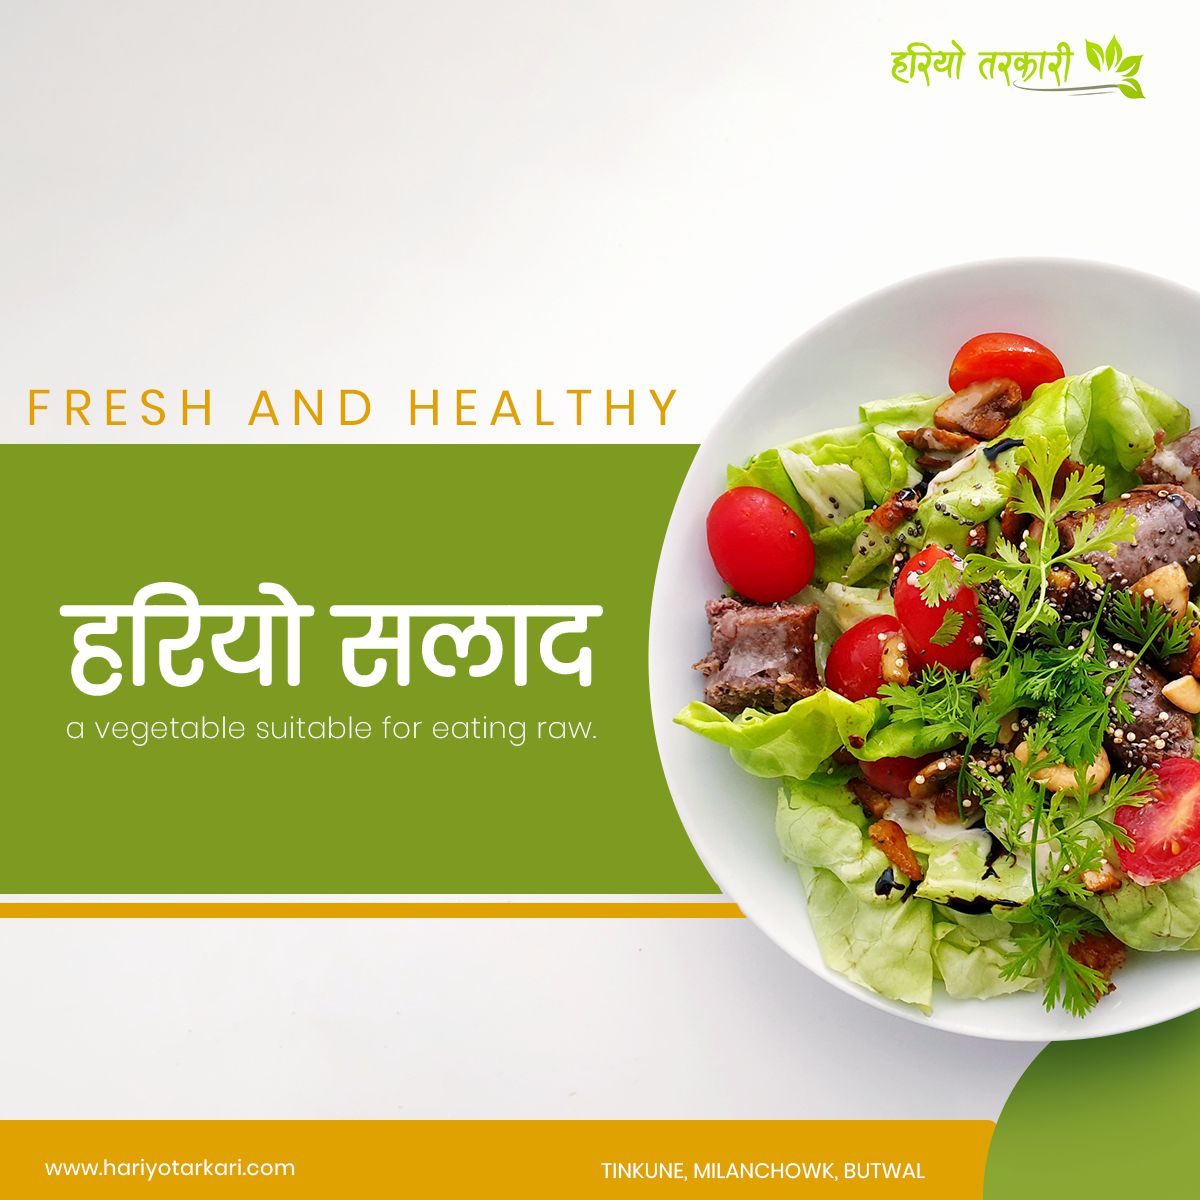 हरियो तरकारी
FRESH AND HEALTHY
हरियो सलाद
a vegetable suitable for eating raw.
www.hariyotarkari.com
TINKUNE, MILANCHOWK, BUTWAL